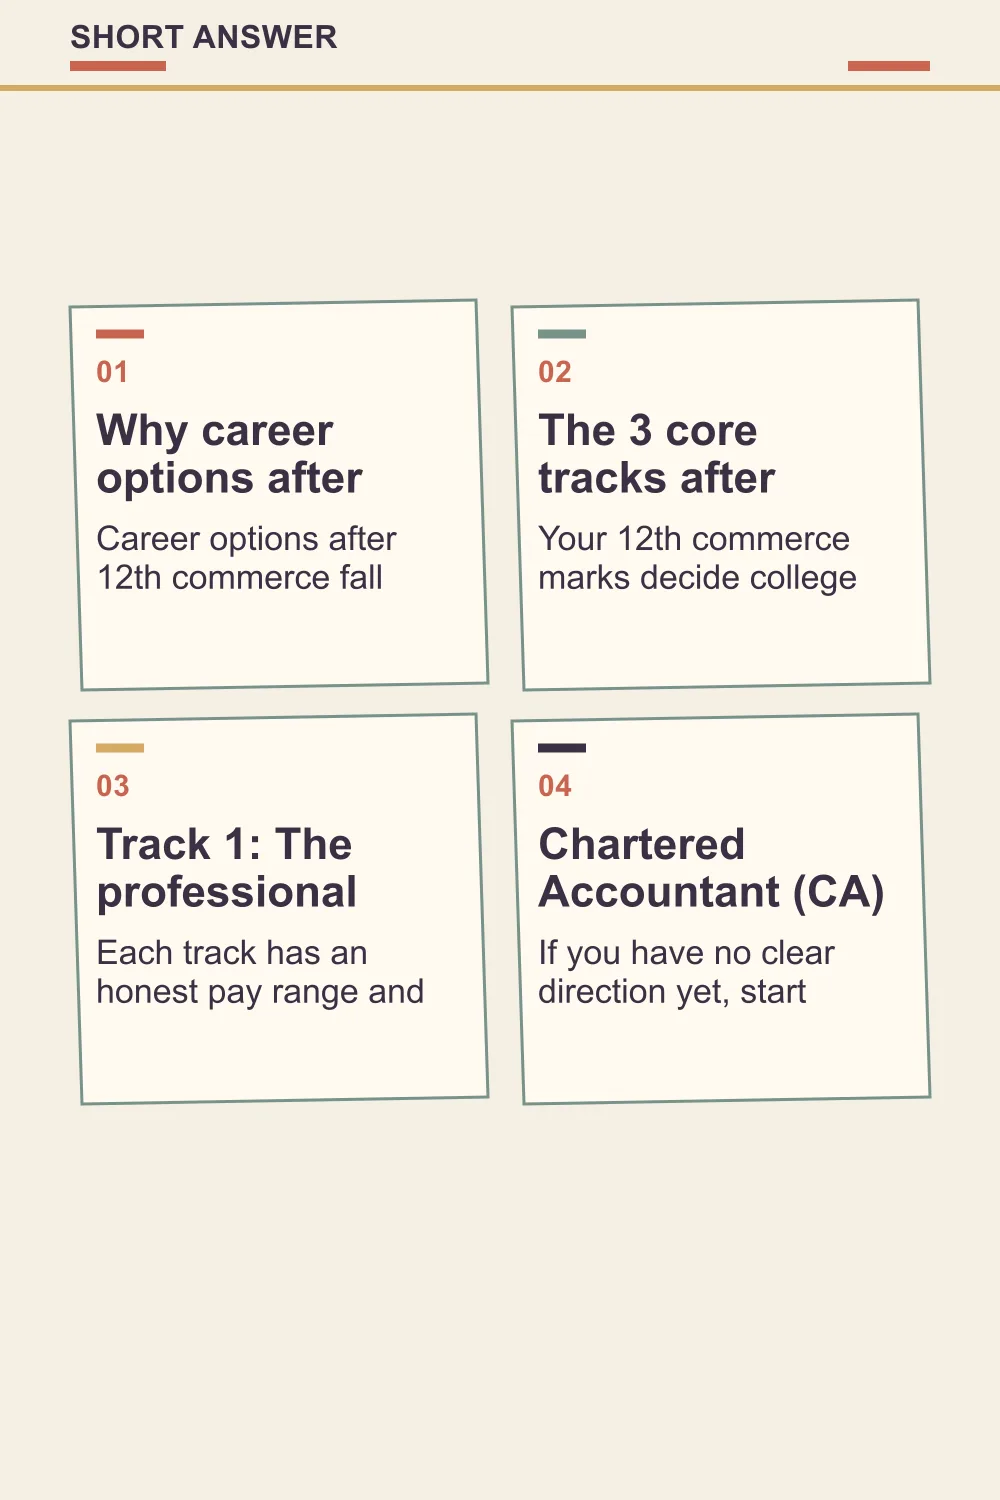 SHORT ANSWER
01
Why career
options after
Career options after
12th commerce fall
02
The 3 core
tracks after
Your 12th commerce
marks decide college
03
Track 1: The
professional
Each track has an
honest pay range and
04
Chartered
Accountant (CA)
If you have no clear
direction yet, start